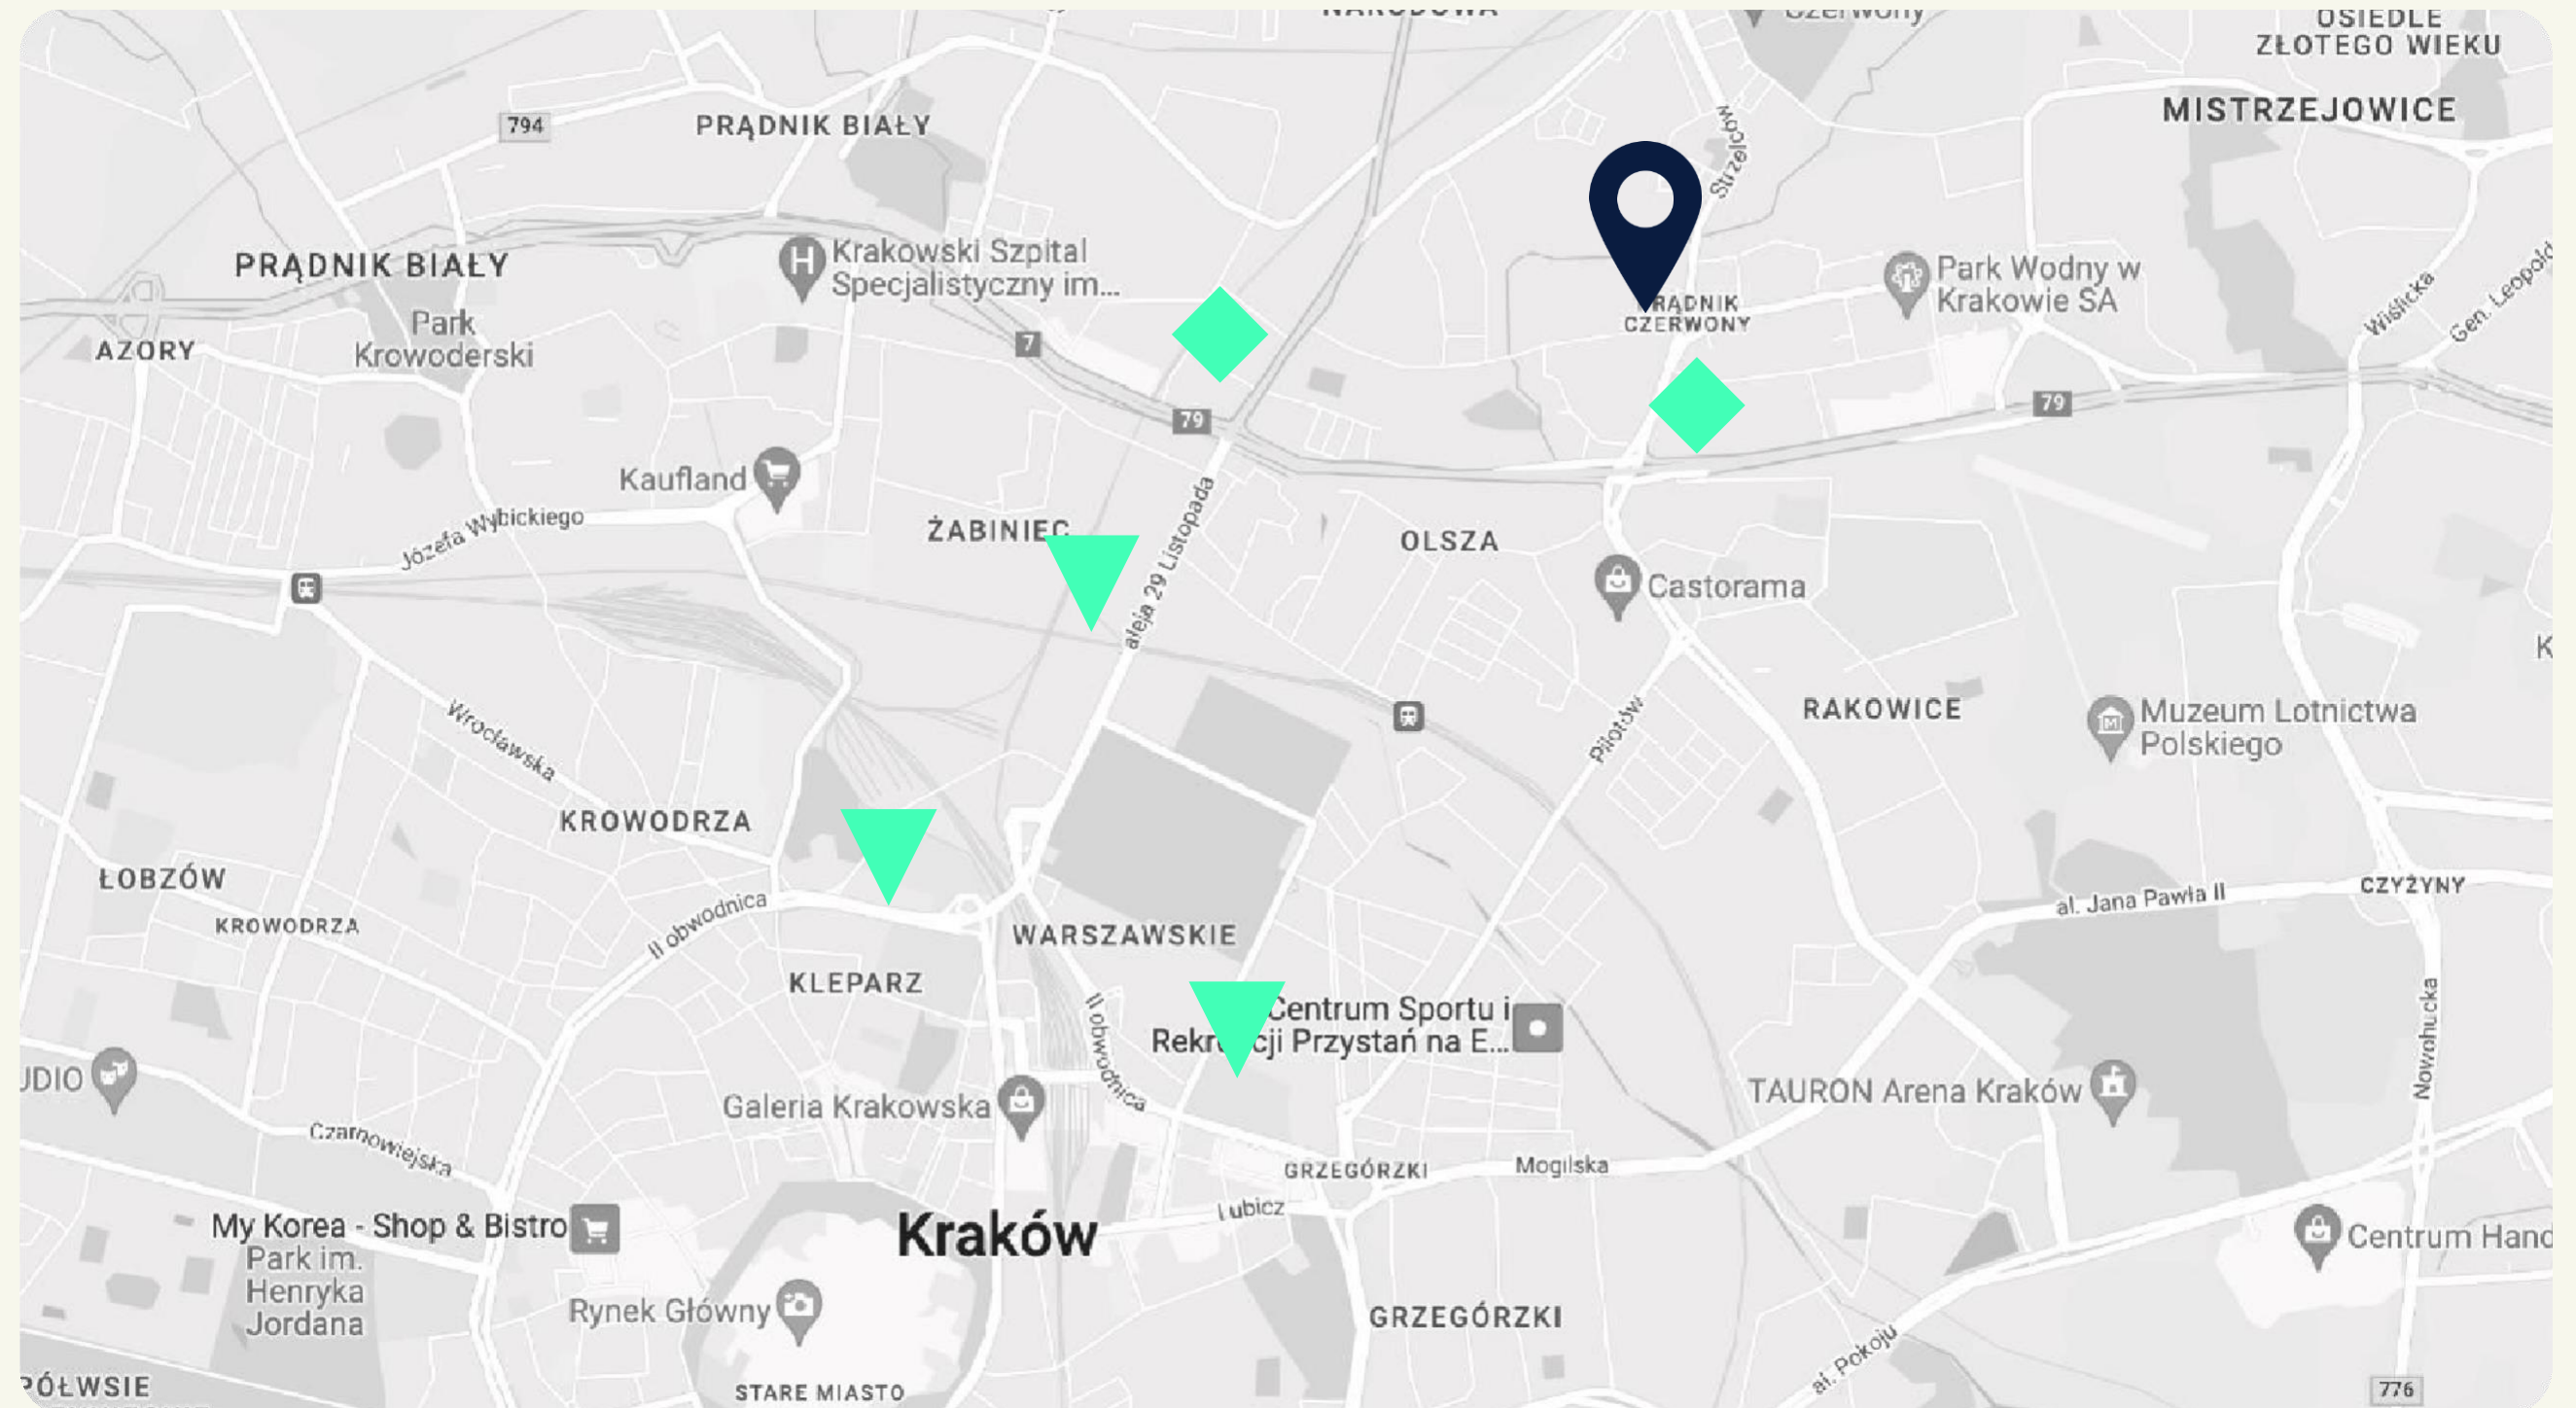 OSIEDLE
ZŁOTEGO WIEKU
MISTRZEJOWICE
794
PRĄDNIK BIAŁY
Strzelców
PRĄDNIK BIAŁY
Park
Krowoderski
AZORY
Krakowski Szpital
Specjalistyczny im...
7
79
CZERWONY
Park Wodny w
Krakowie SA
Wiślicka
Gen. Leopold
79
Kaufland
Józefa Wybickiego
ŻABINIEC
aleja 29 Listopada
OLSZA
Castorama
Wrocławska
Pilotów
RAKOWICE
Muzeum Lotnictwa
Polskiego
KROWODRZA
ŁOBZÓW
KROWODRZA
II obwodnica
WARSZAWSKIE
KLEPARZ
al. Jana Pawła II
CZYŻYNY
II obwodnica
Centrum Sportu i
Przystań na E...
Nowohucka
Galeria Krakowska
TAURON Arena Kraków
Czarnowiejska
GRZEGÓRZKI
Mogilska
Lubicz
My Korea - Shop & Bistro
Kraków
Park im.
Henryka
Jordana
Rynek Główny
Centrum Hand
GRZEGÓRZKI
al. Pokoju
STARE MIASTO
776